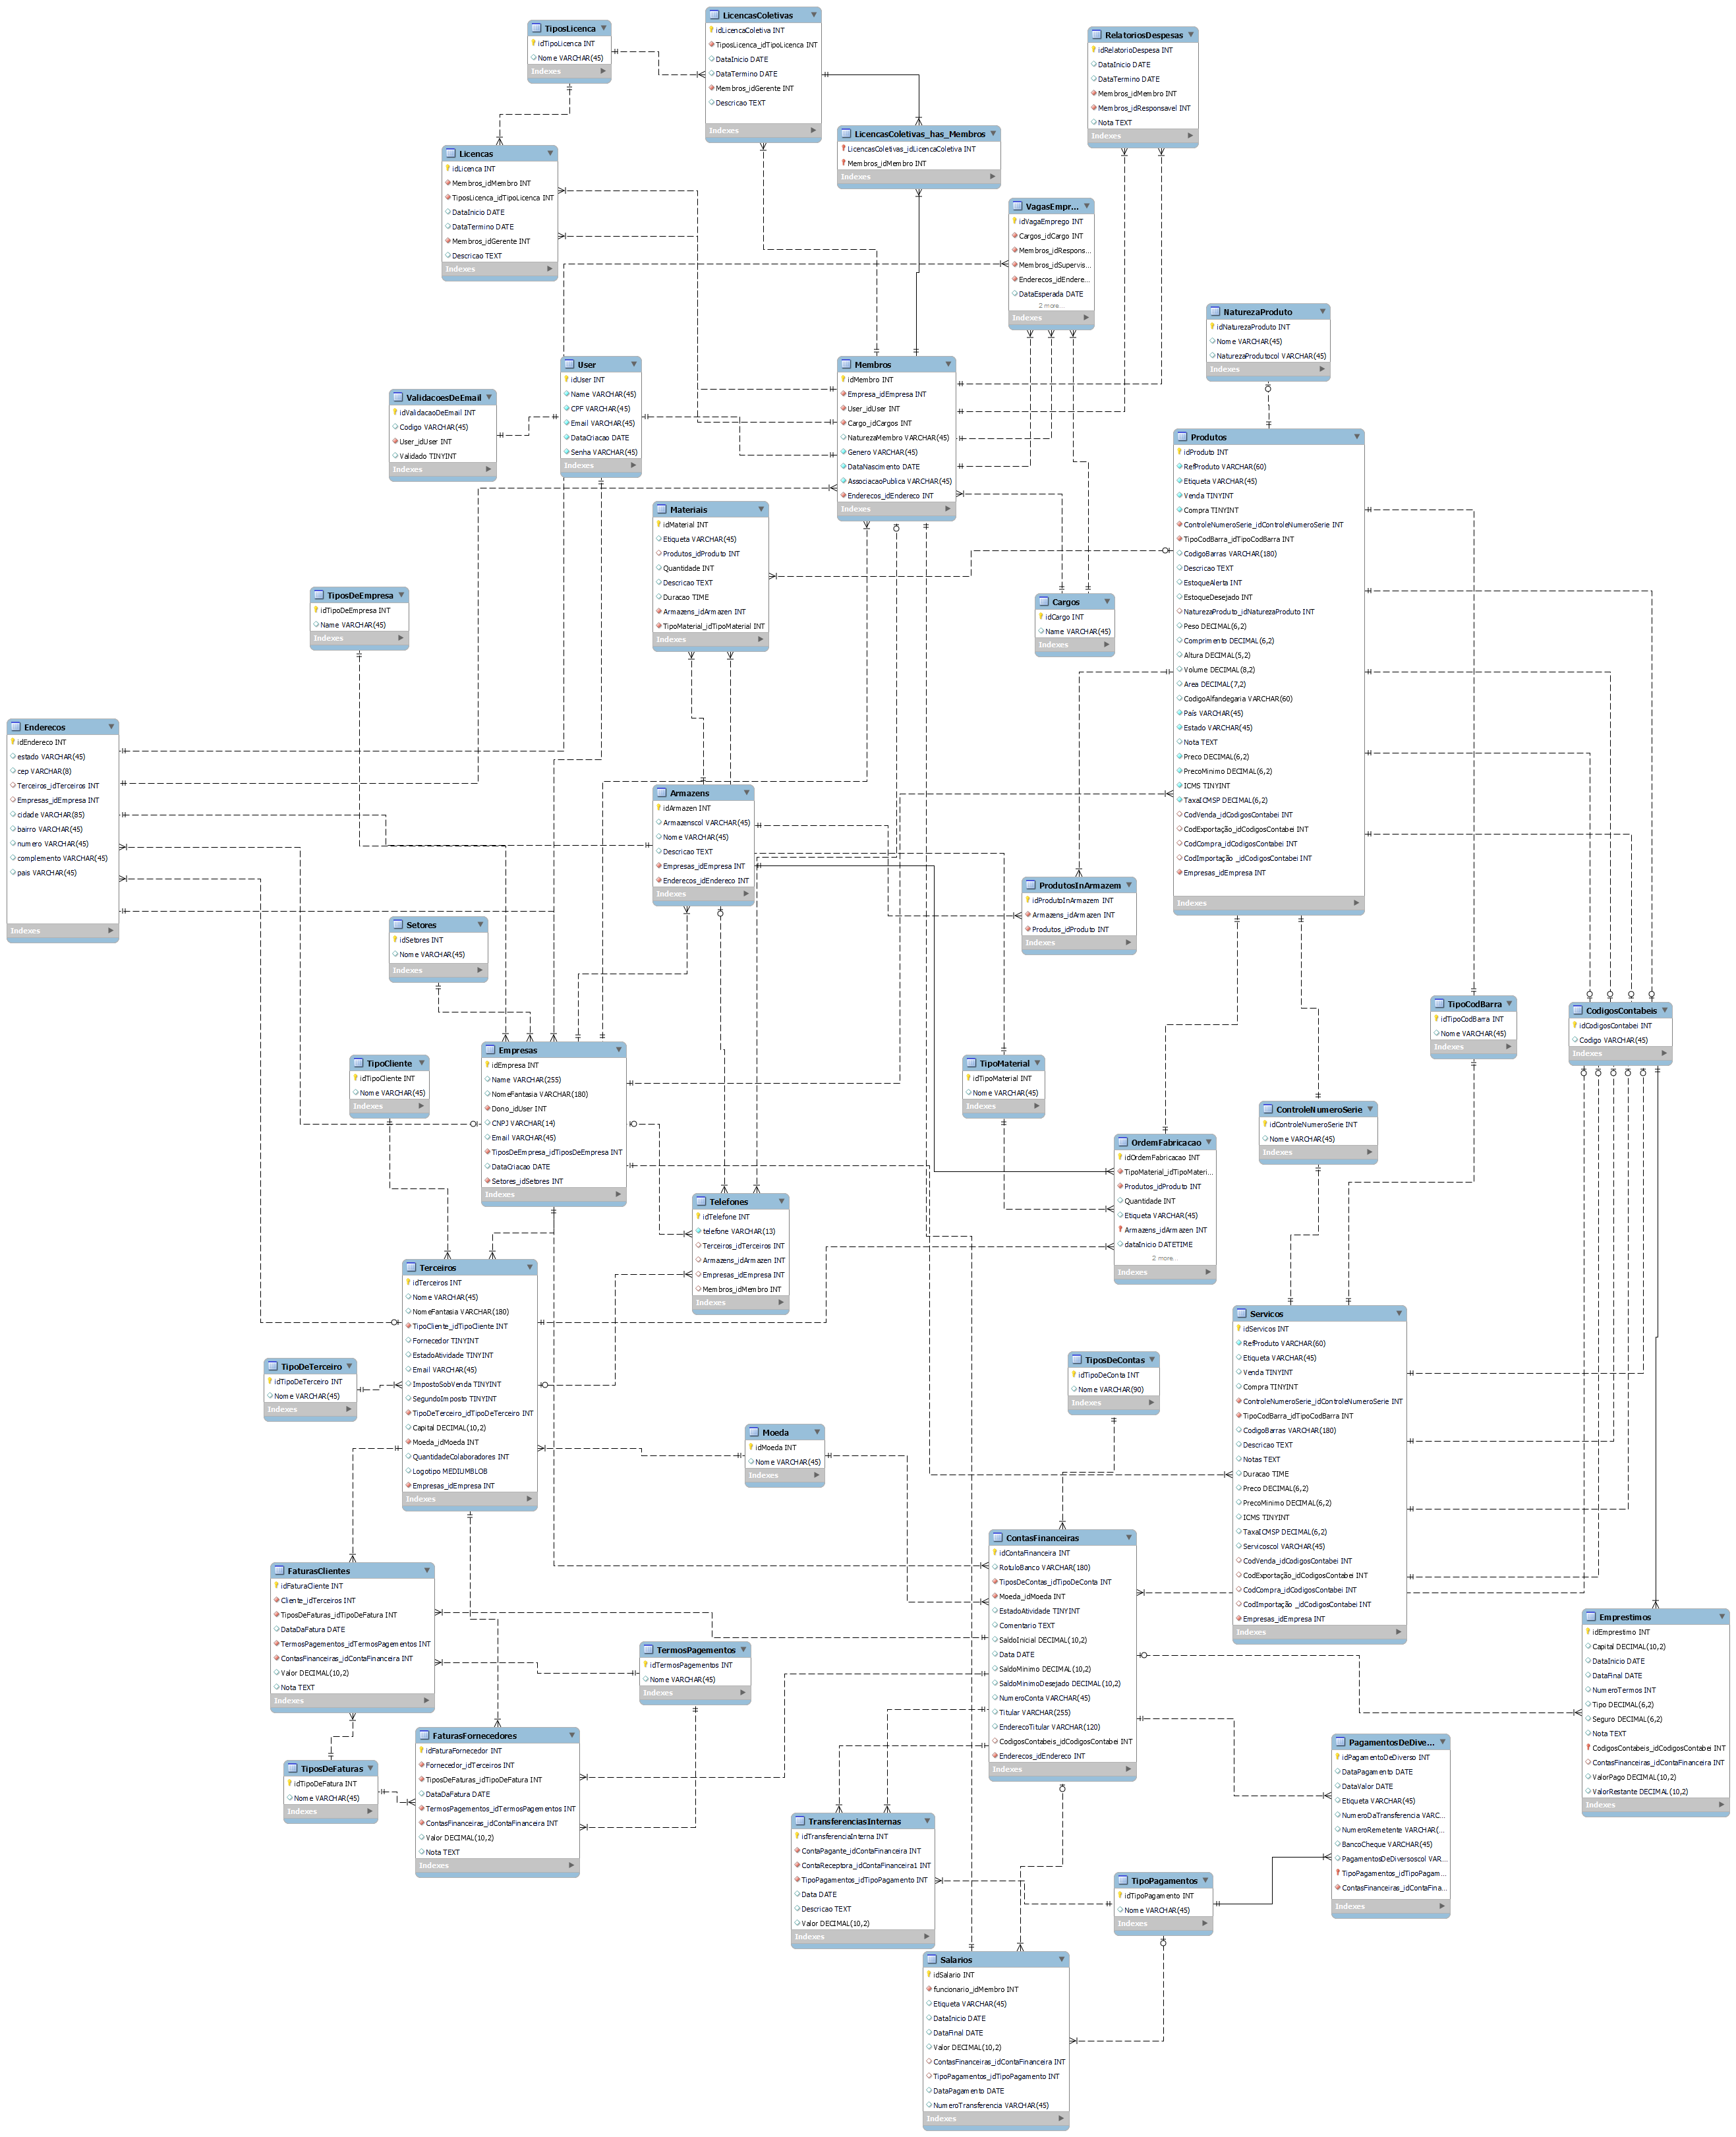 TiposLicenca
idTipoLicenca INT
Nome VARCHAR(45)
Indexes
LicencasColetivas
idLicencaColetiva INT
TiposLicenca_idTipoLicenca INT
DataInicio DATE
DataTermino DATE
Membros_idGerente INT
Descricao TEXT
Indexes
RelatoriosDespesas
idRelatorioDespesa INT
DataInicio DATE
DataTermino DATE
Membros_idMembro INT
Membros_idResponsavel INT
Nota TEXT
Indexes
LicencasColetivas_has_Membros
LicencasColetivas_idLicencaColetiva INT
Membros_idMembro INT
Indexes
Licencas
idLicenca INT
Membros_idMembro INT
TiposLicenca_idTipoLicenca INT
DataInicio DATE
DataTermino DATE
Membros_idGerente INT
Descricao TEXT
Indexes
VagasEmpr...
idVagaEmprego INT
Cargos_idCargo INT
Membros_idRespons...
Membros_idSupervis...
Enderecos_idEndere...
DataEsperada DATE
2 more...
Indexes
NaturezaProduto
idNaturezaProduto INT
Nome VARCHAR(45)
NaturezaProdutocol VARCHAR(45)
Indexes
User
idUser INT
Name VARCHAR(45)
CPF VARCHAR(45)
Email VARCHAR(45)
DataCriacao DATE
Senha VARCHAR(45)
Indexes
Membros
idMembro INT
Empresa_idEmpresa INT
User_idUser INT
Cargo_idCargos INT
NaturezaMembro VARCHAR(45)
Genero VARCHAR(45)
DataNascimento DATE
AssociacaoPublica VARCHAR(45)
Enderecos_idEndereco INT
Indexes
ValidacoesDeEmail
idValidacaoDeEmail INT
Codigo VARCHAR(45)
User_idUser INT
Validado TINYINT
Indexes
Produtos
idProduto INT
RefProduto VARCHAR(60)
Etiqueta VARCHAR(45)
Venda TINYINT
Compra TINYINT
ControleNumeroSerie_idControleNumeroSerie INT
TipoCodBarra_idTipoCodBarra INT
CodigoBarras VARCHAR(180)
Descricao TEXT
EstoqueAlerta INT
EstoqueDesejado INT
NaturezaProduto_idNaturezaProduto INT
Peso DECIMAL(6,2)
Comprimento DECIMAL(6,2)
Altura DECIMAL(5,2)
Volume DECIMAL(8,2)
Area DECIMAL(7,2)
CodigoAlfandegaria VARCHAR(60)
País VARCHAR(45)
Estado VARCHAR(45)
Nota TEXT
Preco DECIMAL(6,2)
PrecoMinimo DECIMAL(6,2)
ICMS TINYINT
TaxaICMSP DECIMAL(6,2)
CodVenda_idCodigosContabei INT
CodExportação_idCodigosContabei INT
CodCompra_idCodigosContabei INT
CodImportação _idCodigosContabei INT
Empresas_idEmpresa INT
Indexes
Materiais
idMaterial INT
Etiqueta VARCHAR(45)
Produtos_idProduto INT
Quantidade INT
Descricao TEXT
Duracao TIME
Armazens_idArmazen INT
TipoMaterial_idTipoMaterial INT
Indexes
TiposDeEmpresa
idTipoDeEmpresa INT
Name VARCHAR(45)
Indexes
Cargos
idCargo INT
Name VARCHAR(45)
Indexes
Enderecos
idEndereco INT
estado VARCHAR(45)
cep VARCHAR(8)
Terceiros_idTerceiros INT
Empresas_idEmpresa INT
cidade VARCHAR(85)
bairro VARCHAR(45)
numero VARCHAR(45)
complemento VARCHAR(45)
pais VARCHAR(45)
Indexes
Armazens
idArmazen INT
Armazenscol VARCHAR(45)
Nome VARCHAR(45)
Descricao TEXT
Empresas_idEmpresa INT
Enderecos_idEndereco INT
Indexes
ProdutosInArmazem
idProdutoInArmazem INT
Armazens_idArmazen INT
Produtos_idProduto INT
Indexes
Setores
idSetores INT
Nome VARCHAR(45)
Indexes
TipoCodBarra
idTipoCodBarra INT
Nome VARCHAR(45)
Indexes
CodigosContabeis
idCodigosContabei INT
Codigo VARCHAR(45)
Indexes
Empresas
idEmpresa INT
Name VARCHAR(255)
NomeFantasia VARCHAR(180)
Dono_idUser INT
CNPJ VARCHAR(14)
Email VARCHAR(45)
TiposDeEmpresa_idTiposDeEmpresa INT
DataCriacao DATE
Setores_idSetores INT
Indexes
TipoCliente
idTipoCliente INT
Nome VARCHAR(45)
Indexes
TipoMaterial
idTipoMaterial INT
Nome VARCHAR(45)
Indexes
ControleNumeroSerie
idControleNumeroSerie INT
Nome VARCHAR(45)
Indexes
OrdemFabricacao
idOrdemFabricacao INT
TipoMaterial_idTipoMateri...
Produtos_idProduto INT
Quantidade INT
Etiqueta VARCHAR(45)
Armazens_idArmazen INT
dataInicio DATETIME
2 more...
Indexes
Telefones
idTelefone INT
telefone VARCHAR(13)
Terceiros_idTerceiros INT
Armazens_idArmazen INT
Empresas_idEmpresa INT
Membros_idMembro INT
Indexes
Terceiros
idTerceiros INT
Nome VARCHAR(45)
NomeFantasia VARCHAR(180)
TipoCliente_idTipoCliente INT
Fornecedor TINYINT
EstadoAtividade TINYINT
Email VARCHAR(45)
ImpostoSobVenda TINYINT
SegundoImposto TINYINT
TipoDeTerceiro_idTipoDeTerceiro INT
Capital DECIMAL(10,2)
Moeda_idMoeda INT
QuantidadeColaboradores INT
Logotipo MEDIUMBLOB
Empresas_idEmpresa INT
Indexes
Servicos
idServicos INT
RefProduto VARCHAR(60)
Etiqueta VARCHAR(45)
Venda TINYINT
Compra TINYINT
ControleNumeroSerie_idControleNumeroSerie INT
TipoCodBarra_idTipoCodBarra INT
CodigoBarras VARCHAR(180)
Descricao TEXT
Notas TEXT
Duracao TIME
Preco DECIMAL(6,2)
PrecoMinimo DECIMAL(6,2)
ICMS TINYINT
TaxaICMSP DECIMAL(6,2)
Servicoscol VARCHAR(45)
CodVenda_idCodigosContabei INT
CodExportação_idCodigosContabei INT
CodCompra_idCodigosContabei INT
CodImportação _idCodigosContabei INT
Empresas_idEmpresa INT
Indexes
TipoDeTerceiro
idTipoDeTerceiro INT
Nome VARCHAR(45)
Indexes
TiposDeContas
idTipoDeConta INT
Nome VARCHAR(90)
Indexes
Moeda
idMoeda INT
Nome VARCHAR(45)
Indexes
ContasFinanceiras
idContaFinanceira INT
RotuloBanco VARCHAR(180)
TiposDeContas_idTipoDeConta INT
Moeda_idMoeda INT
EstadoAtividade TINYINT
Comentario TEXT
SaldoInicial DECIMAL(10,2)
Data DATE
SaldoMinimo DECIMAL(10,2)
SaldoMinimoDesejado DECIMAL(10,2)
NumeroConta VARCHAR(45)
Titular VARCHAR(255)
EnderecoTitular VARCHAR(120)
CodigosContabeis_idCodigosContabei INT
Enderecos_idEndereco INT
Indexes
FaturasClientes
idFaturaCliente INT
Cliente_idTerceiros INT
TiposDeFaturas_idTipoDeFatura INT
DataDaFatura DATE
TermosPagementos_idTermosPagementos INT
ContasFinanceiras_idContaFinanceira INT
Valor DECIMAL(10,2)
Nota TEXT
Indexes
Emprestimos
idEmprestimo INT
Capital DECIMAL(10,2)
DataInicio DATE
DataFinal DATE
NumeroTermos INT
Tipo DECIMAL(6,2)
Seguro DECIMAL(6,2)
Nota TEXT
CodigosContabeis_idCodigosContabei INT
ContasFinanceiras_idContaFinanceira INT
ValorPago DECIMAL(10,2)
ValorRestante DECIMAL(10,2)
Indexes
TermosPagementos
idTermosPagementos INT
Nome VARCHAR(45)
Indexes
FaturasFornecedores
idFaturaFornecedor INT
Fornecedor_idTerceiros INT
TiposDeFaturas_idTipoDeFatura INT
DataDaFatura DATE
TermosPagementos_idTermosPagementos INT
ContasFinanceiras_idContaFinanceira INT
Valor DECIMAL(10,2)
Nota TEXT
Indexes
PagamentosDeDive...
idPagamentoDeDiverso INT
DataPagamento DATE
DataValor DATE
Etiqueta VARCHAR(45)
NumeroDaTransferencia VARC...
NumeroRemetente VARCHAR(...
BancoCheque VARCHAR(45)
PagamentosDeDiversoscol VAR...
TipoPagamentos_idTipoPagam...
ContasFinanceiras_idContaFina...
Indexes
TiposDeFaturas
idTipoDeFatura INT
Nome VARCHAR(45)
Indexes
TransferenciasInternas
idTransferenciaInterna INT
ContaPagante_idContaFinanceira INT
ContaReceptora_idContaFinanceira1 INT
TipoPagamentos_idTipoPagamento INT
Data DATE
Descricao TEXT
Valor DECIMAL(10,2)
Indexes
TipoPagamentos
idTipoPagamento INT
Nome VARCHAR(45)
Indexes
Salarios
idSalario INT
funcionario_idMembro INT
Etiqueta VARCHAR(45)
DataInicio DATE
DataFinal DATE
Valor DECIMAL(10,2)
ContasFinanceiras_idContaFinanceira INT
TipoPagamentos_idTipoPagamento INT
DataPagamento DATE
NumeroTransferencia VARCHAR(45)
Indexes